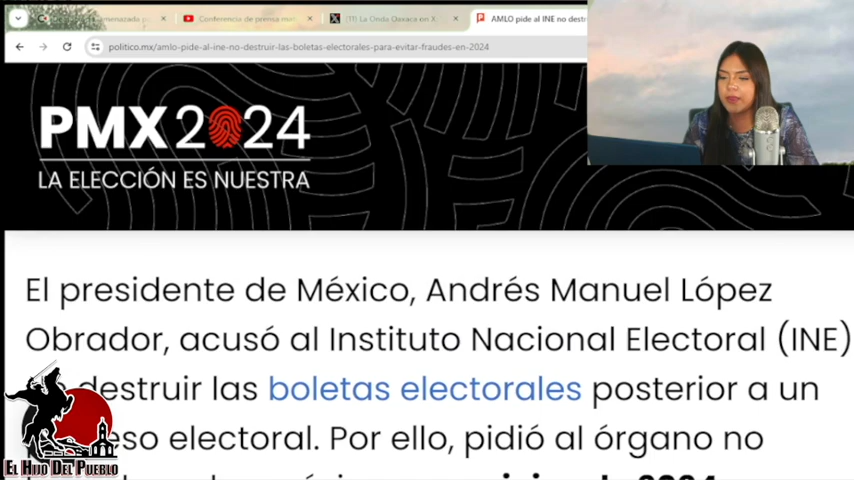 Conferencia de prensa mat
(11) La Onda Oaxaca en X
AMLO pide al INE no destr
politico.mx/amlo-pide-al-ine-no-destruir-las-boletas-electorales-para-evitar-fraudes-en-2024
PMX2024
LA ELECCIÓN ES NUESTRA
El presidente de México, Andrés Manuel López
Obrador, acusó al Instituto Nacional Electoral (INE)
destruir las boletas electorales posterior a un
eso electoral. Por ello, pidió al órgano no
EL HIJO DEL PUEBLO